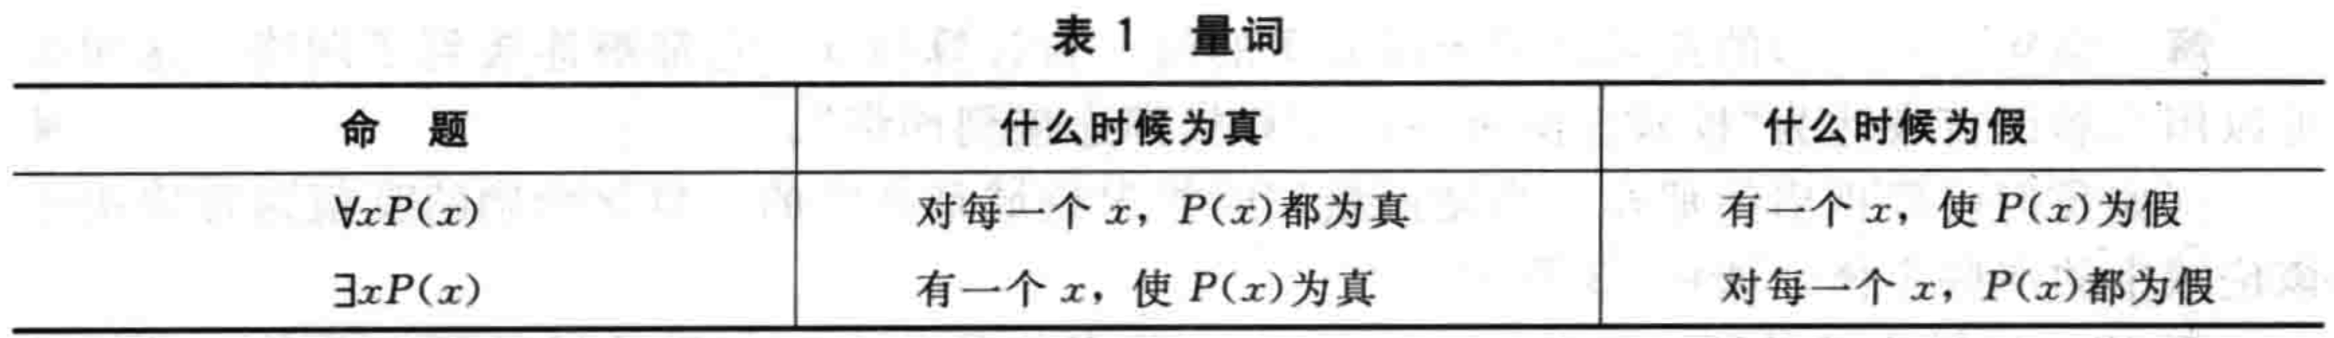 表 1 量词
命 题 什么时候为真 什么时候为假
∀xP(x) 对每一个 x，P(x)都为真 有一个 x，使 P(x)为假
∃xP(x) 有一个 x，使 P(x)为真 对每一个 x，P(x)都为假